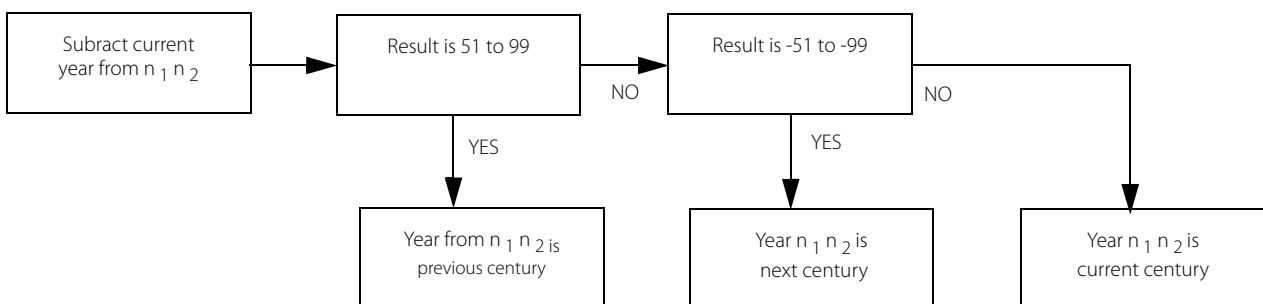 Subract current
year from n 1 n 2
Result is 51 to 99
Result is -51 to -99
NO
NO
YES
YES
Year from n 1 n 2 is
previous century
Year n 1 n 2 is
next century
Year n 1 n 2 is
current century